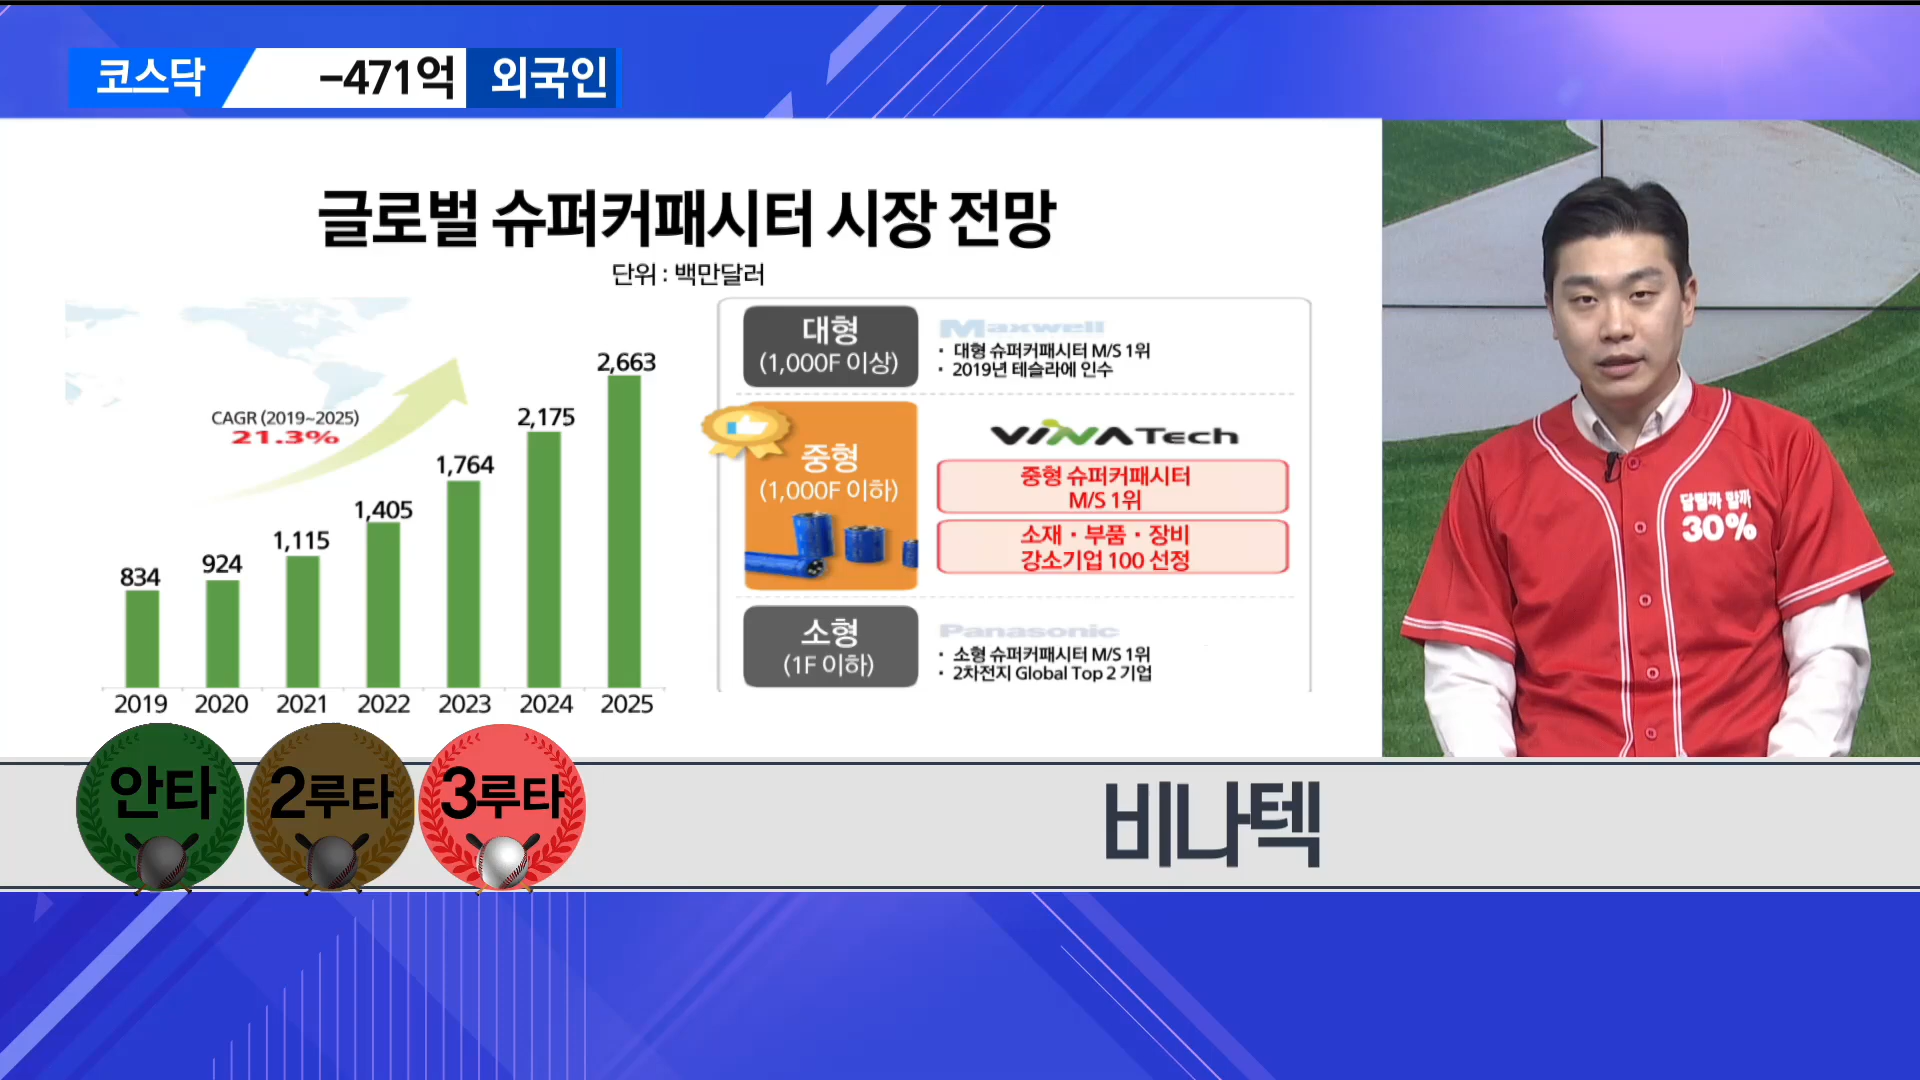 코스닥 -471억 외국인
글로벌 슈퍼커패시터 시장 전망
단위 : 백만달러
CAGR (2019~2025)
21.3%
834
924
1,115
1,405
1,764
2,175
2,663
2019 2020 2021 2022 2023 2024 2025
대형
(1,000F 이상)
Maxwell
• 대형 슈퍼커패시터 M/S 1위
• 2019년 테슬라에 인수
중형
(1,000F 이하)
ViNATech
중형 슈퍼커패시터
M/S 1위
소재・부품・장비
강소기업 100 선정
소형
(1F 이하)
Panasonic
• 소형 슈퍼커패시터 M/S 1위
• 2차전지 Global Top 2 기업
달릴까 말까
30%
안타 2루타 3루타
비나텍